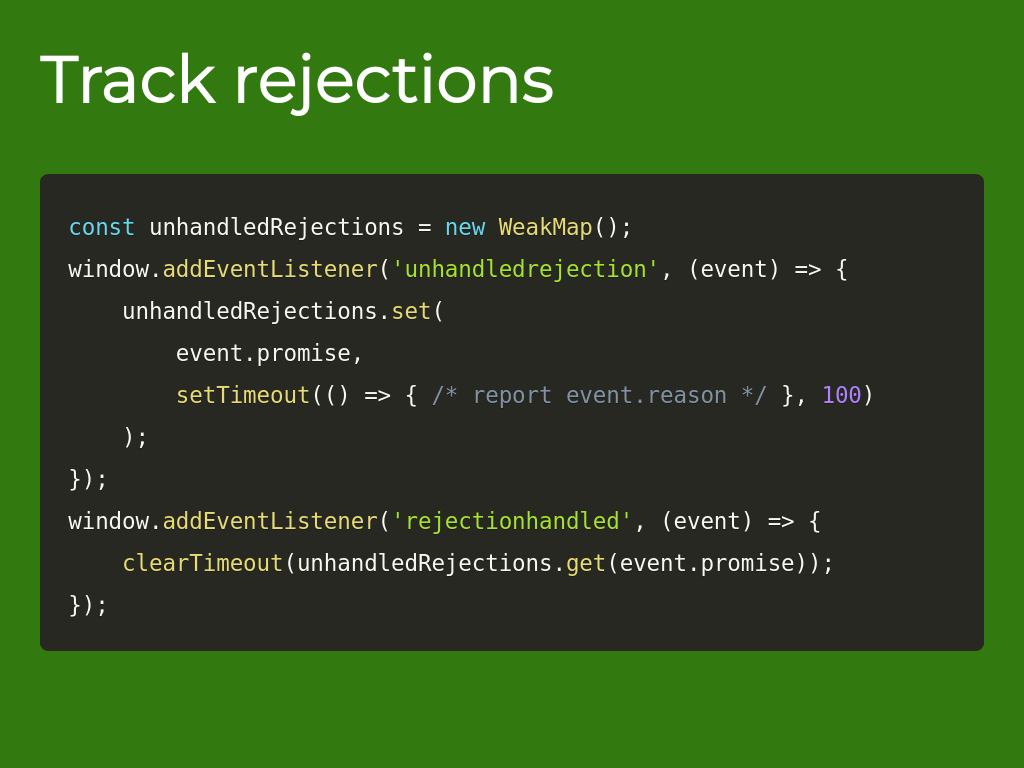 Track rejections
const unhandledRejections = new WeakMap();
window.addEventListener('unhandledrejection', (event) => {
    unhandledRejections.set(
        event.promise,
        setTimeout(() => { /* report event.reason */ }, 100)
    );
});
window.addEventListener('rejectionhandled', (event) => {
    clearTimeout(unhandledRejections.get(event.promise));
});